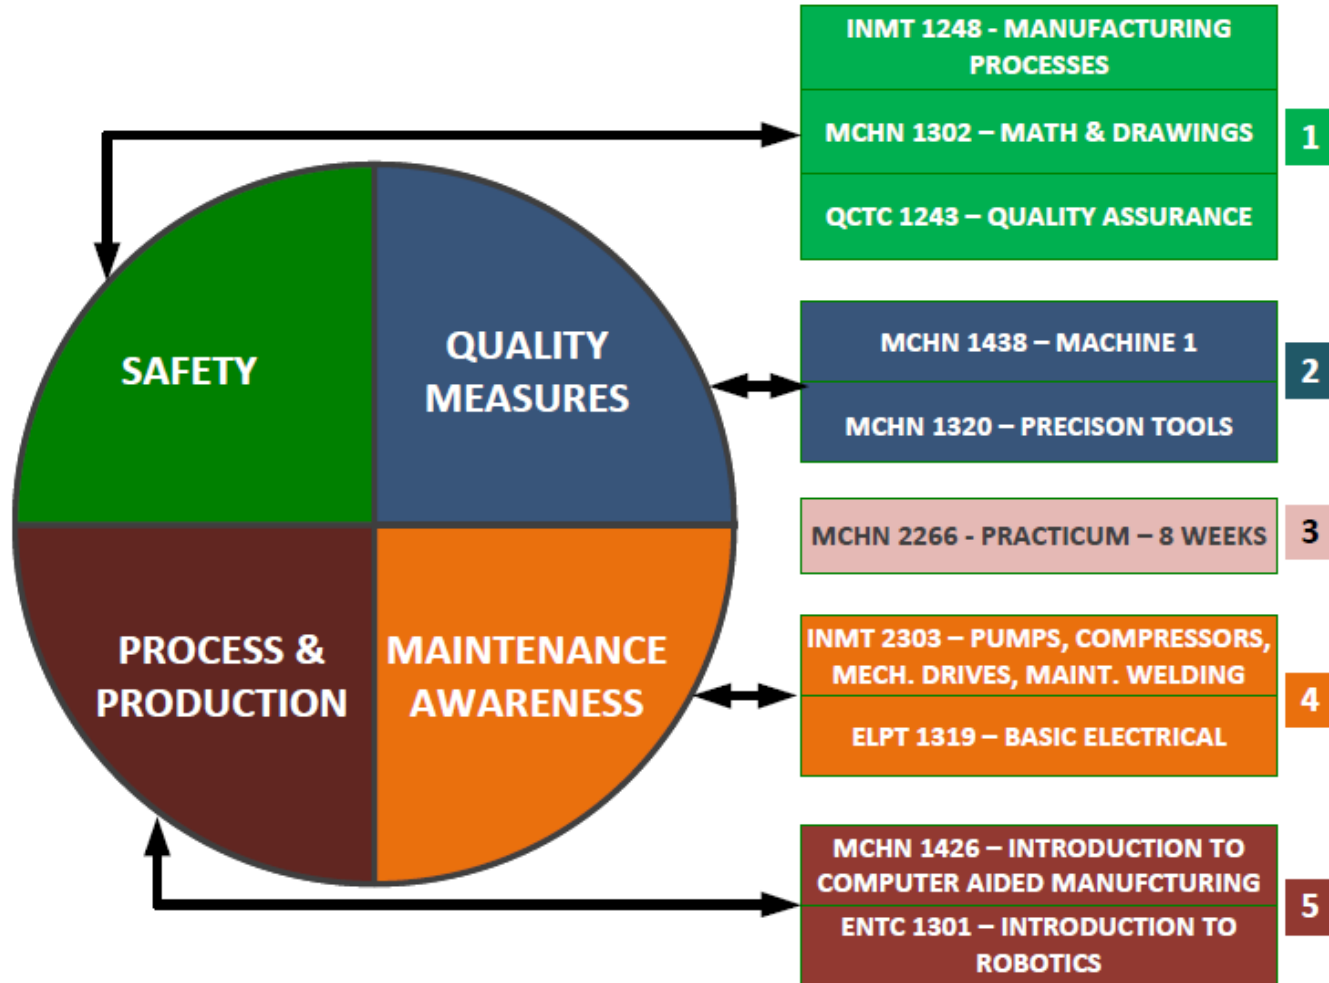 INMT 1248 - MANUFACTURING
PROCESSES
MCHN 1302 – MATH & DRAWINGS
QCTC 1243 – QUALITY ASSURANCE
1
SAFETY
QUALITY
MEASURES
MCHN 1438 – MACHINE 1
MCHN 1320 – PRECISON TOOLS
2
MCHN 2266 - PRACTICUM – 8 WEEKS
3
PROCESS &
PRODUCTION
MAINTENANCE
AWARENESS
INMT 2303 – PUMPS, COMPRESSORS,
MECH. DRIVES, MAINT. WELDING
ELPT 1319 – BASIC ELECTRICAL
4
MCHN 1426 – INTRODUCTION TO
COMPUTER AIDED MANUFCTURING
ENTC 1301 – INTRODUCTION TO
ROBOTICS
5